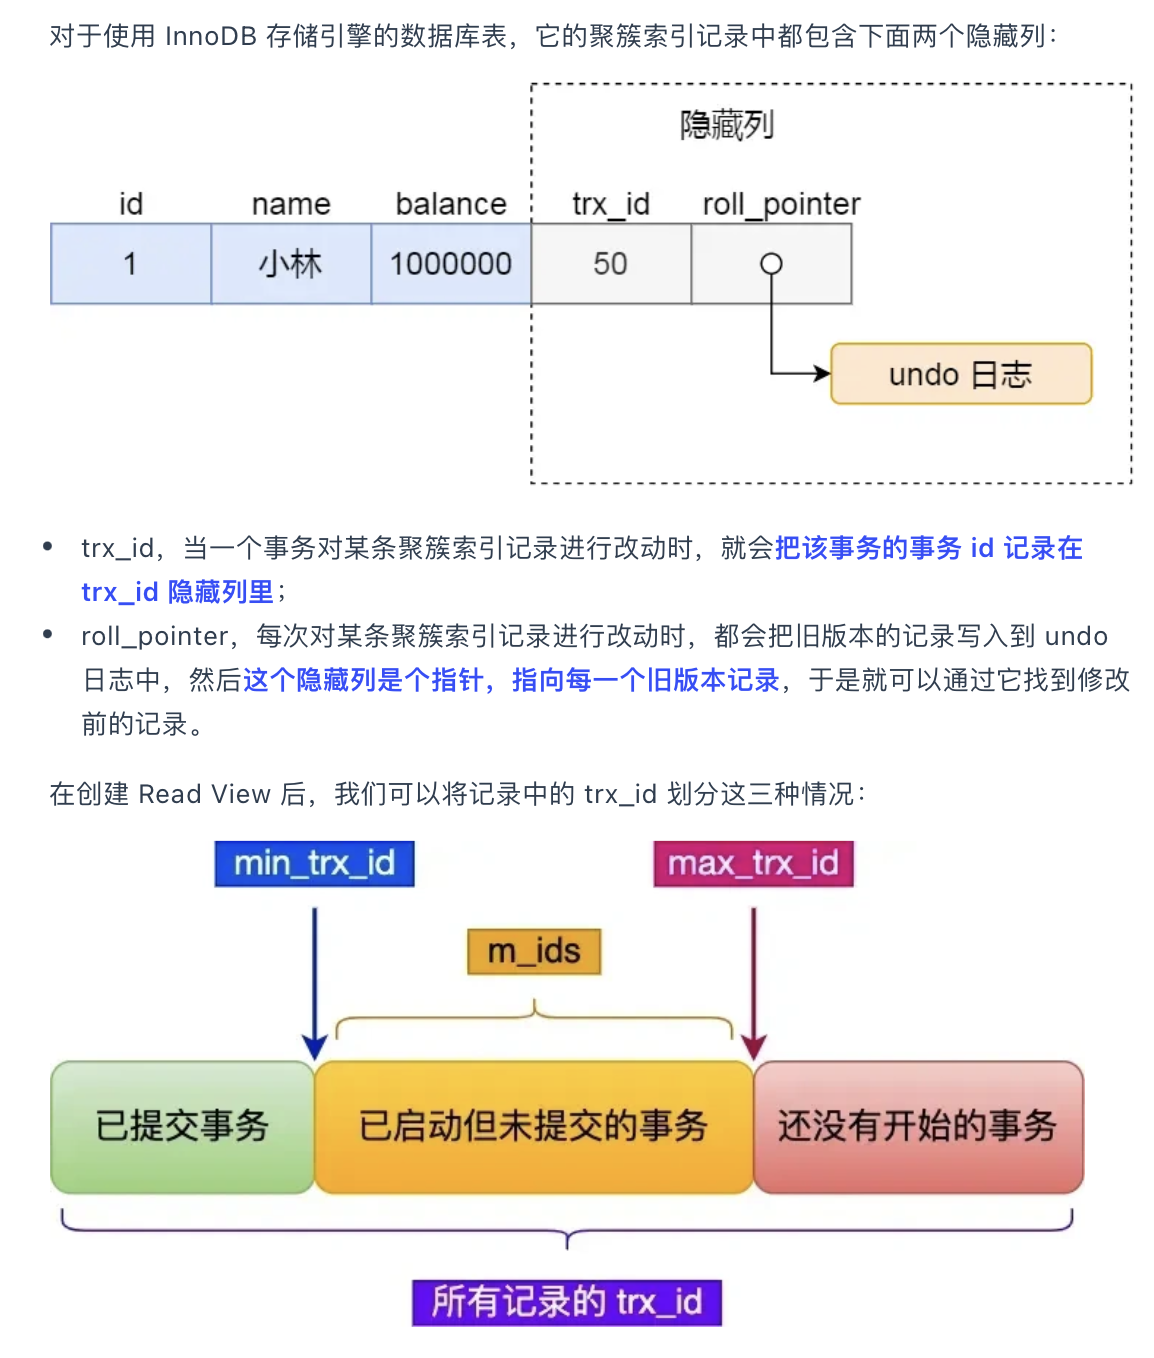 对于使用 InnoDB 存储引擎的数据库表，它的聚簇索引记录中都包含下面两个隐藏列：
隐藏列
id name balance trx_id roll_pointer
1 小林 1000000 50
undo 日志
• trx_id，当一个事务对某条聚簇索引记录进行改动时，就会把该事务的事务 id 记录在
trx_id 隐藏列里；
• roll_pointer，每次对某条聚簇索引记录进行改动时，都会把旧版本的记录写入到 undo
日志中，然后这个隐藏列是个指针，指向每一个旧版本记录，于是就可以通过它找到修改
前的记录。
在创建 Read View 后，我们可以将记录中的 trx_id 划分这三种情况：
min_trx_id max_trx_id
m_ids
已提交事务 已启动但未提交的事务 还没有开始的事务
所有记录的 trx_id